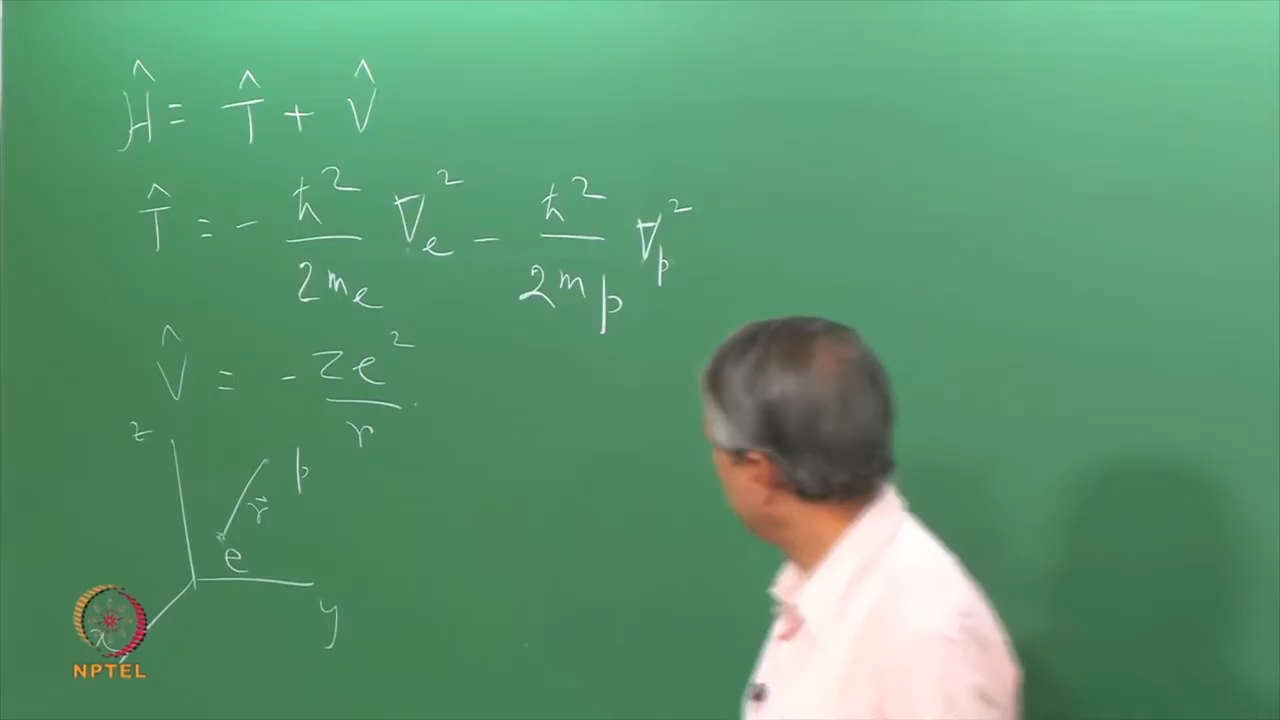 Ĥ = T̂ + V̂
T̂ = - ħ²/2mₑ ∇ₑ² - ħ²/2mₚ ∇ₚ²
V̂ = - Ze²/r
z
p
r⃗
e
y
x
NPTEL